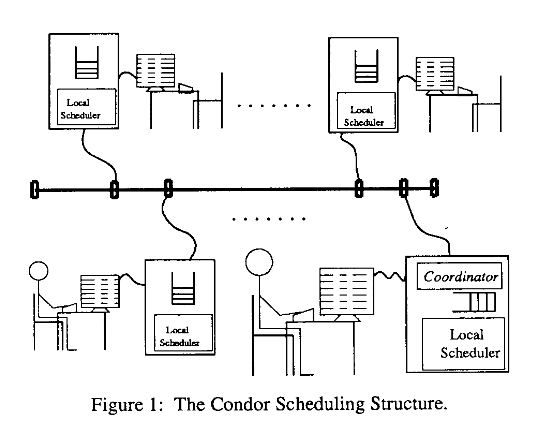 Local
Scheduler
Local
Scheduler
Coordinator
Local
Scheduler
Local
Scheduler
Figure 1: The Condor Scheduling Structure.